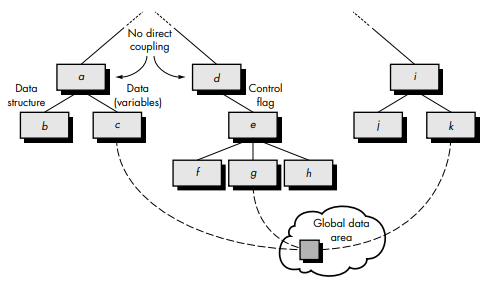 No direct
coupling
a
d
i
Data
structure
Data
(variables)
Control
flag
b
c
e
j
k
f
g
h
Global data
area